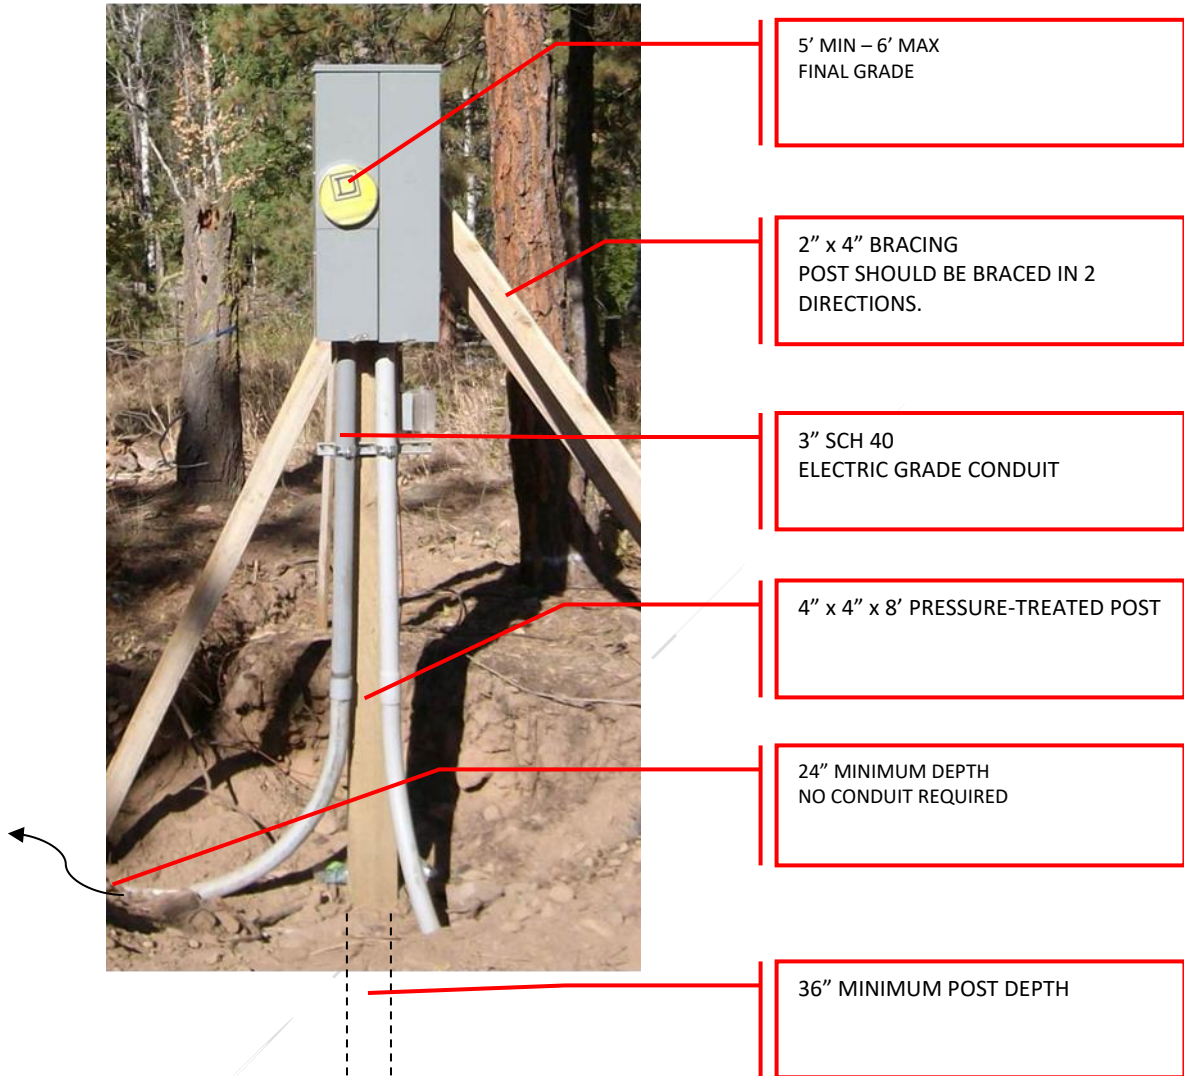 5’ MIN – 6’ MAX
FINAL GRADE
2” x 4” BRACING
POST SHOULD BE BRACED IN 2
DIRECTIONS.
3” SCH 40
ELECTRIC GRADE CONDUIT
4” x 4” x 8’ PRESSURE-TREATED POST
24” MINIMUM DEPTH
NO CONDUIT REQUIRED
36” MINIMUM POST DEPTH